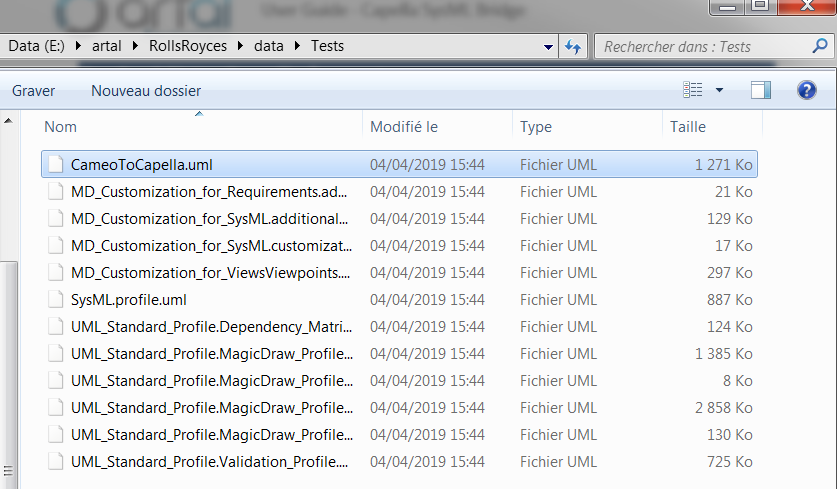 artal User Guide : Capella SysML Bridge
Data (E:) artal RollsRoyces data Tests Rechercher dans : Tests
Graver Nouveau dossier
Nom Modifié le Type Taille
CameoToCapella.uml 04/04/2019 15:44 Fichier UML 1 271 Ko
MD_Customization_for_Requirements.ad... 04/04/2019 15:44 Fichier UML 21 Ko
MD_Customization_for_SysML.additional... 04/04/2019 15:44 Fichier UML 129 Ko
MD_Customization_for_SysML.customizat... 04/04/2019 15:44 Fichier UML 17 Ko
MD_Customization_for_ViewsViewpoints.... 04/04/2019 15:44 Fichier UML 297 Ko
SysML.profile.uml 04/04/2019 15:44 Fichier UML 887 Ko
UML_Standard_Profile.Dependency_Matri... 04/04/2019 15:44 Fichier UML 124 Ko
UML_Standard_Profile.MagicDraw_Profile... 04/04/2019 15:44 Fichier UML 1 385 Ko
UML_Standard_Profile.MagicDraw_Profile... 04/04/2019 15:44 Fichier UML 8 Ko
UML_Standard_Profile.MagicDraw_Profile... 04/04/2019 15:44 Fichier UML 2 858 Ko
UML_Standard_Profile.MagicDraw_Profile... 04/04/2019 15:44 Fichier UML 130 Ko
UML_Standard_Profile.Validation_Profile.... 04/04/2019 15:44 Fichier UML 725 Ko